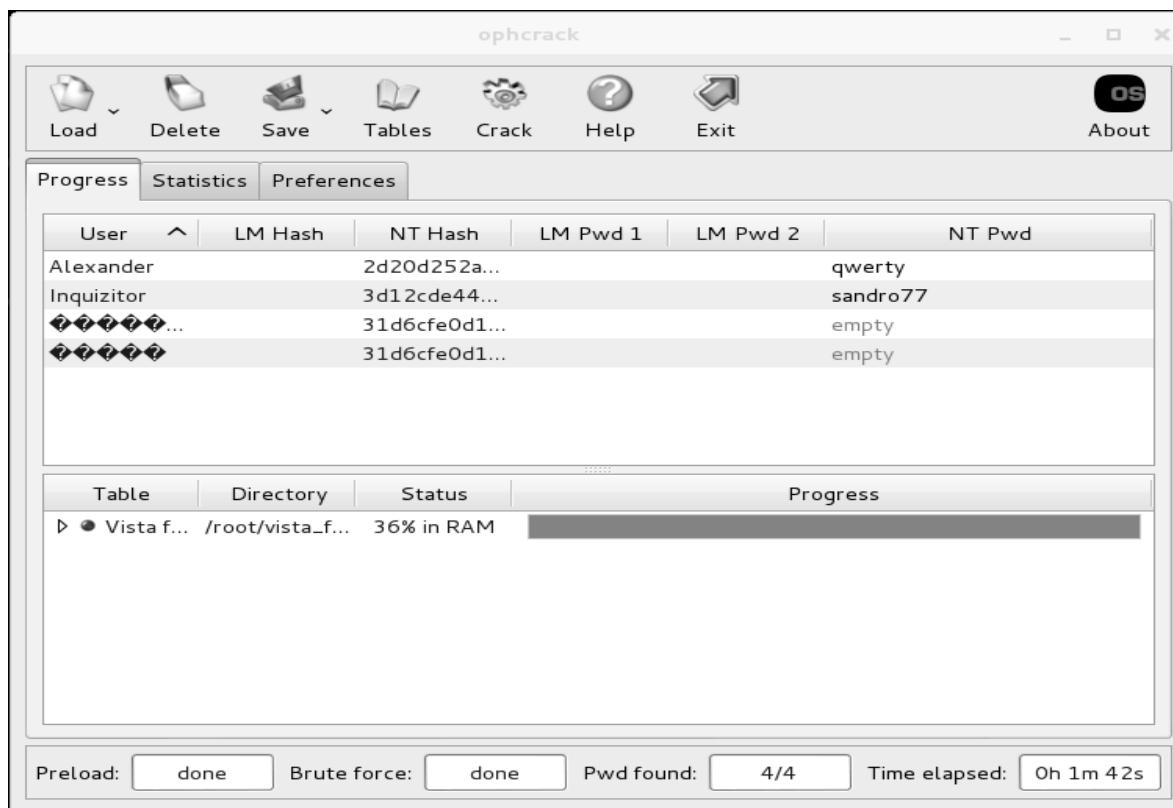 ophcrack
Load Delete Save Tables Crack Help Exit About
OS
Progress Statistics Preferences
User LM Hash NT Hash LM Pwd 1 LM Pwd 2 NT Pwd
Alexander 2d20d252a... qwerty
Inquizitor 3d12cde44... sandro77
�����... 31d6cfe0d1... empty
����� 31d6cfe0d1... empty
Table Directory Status Progress
Vista f... /root/vista_f... 36% in RAM
Preload: done Brute force: done Pwd found: 4/4 Time elapsed: 0h 1m 42s